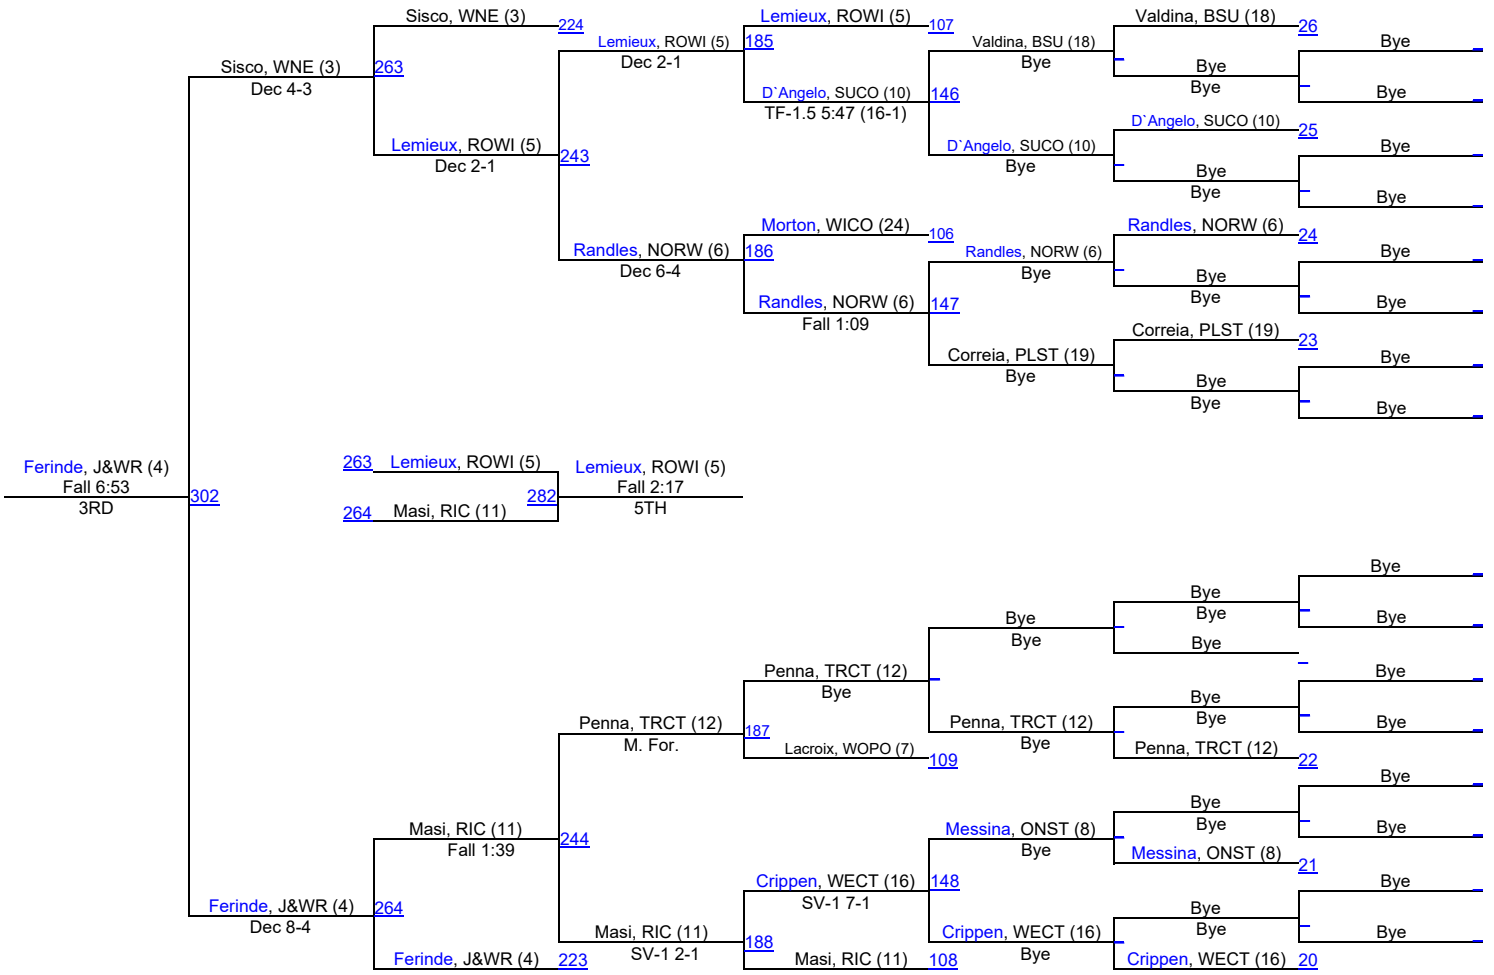 Sisco, WNE (3)
224
Lemieux, ROWI (5)
107
Valdina, BSU (18)
26
Lemieux, ROWI (5)
185
Valdina, BSU (18)
Bye
Dec 2-1
Bye
Sisco, WNE (3)
263
Bye
Dec 4-3
D`Angelo, SUCO (10)
146
Bye
Bye
TF-1.5 5:47 (16-1)
D`Angelo, SUCO (10)
25
Lemieux, ROWI (5)
243
D`Angelo, SUCO (10)
Bye
Dec 2-1
Bye
Bye
Bye
Bye
Morton, WICO (24)
106
Randles, NORW (6)
24
Randles, NORW (6)
186
Randles, NORW (6)
Bye
Dec 6-4
Bye
Bye
Bye
Randles, NORW (6)
147
Bye
Fall 1:09
Correia, PLST (19)
23
Correia, PLST (19)
Bye
Bye
Bye
Bye
Bye
Ferinde, J&WR (4)
263
Lemieux, ROWI (5)
Lemieux, ROWI (5)
Fall 6:53
302
282
Fall 2:17
3RD
264
Masi, RIC (11)
5TH
Bye
Bye
Bye
Bye
Bye
Bye
Bye
Penna, TRCT (12)
Bye
Bye
Bye
Penna, TRCT (12)
187
Penna, TRCT (12)
Bye
Bye
M. For.
Bye
Lacroix, WOPO (7)
109
Penna, TRCT (12)
22
Bye
Bye
Masi, RIC (11)
244
Messina, ONST (8)
Bye
Bye
Fall 1:39
Bye
Messina, ONST (8)
21
Crippen, WECT (16)
148
Bye
SV-1 7-1
Ferinde, J&WR (4)
264
Bye
Dec 8-4
Bye
Bye
Masi, RIC (11)
188
Crippen, WECT (16)
SV-1 2-1
Bye
Ferinde, J&WR (4)
223
Masi, RIC (11)
108
Crippen, WECT (16)
20